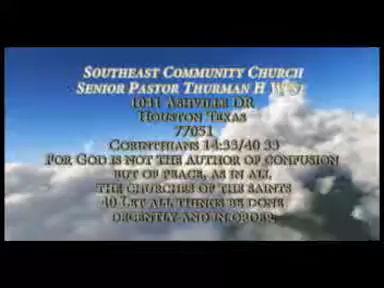 Southeast Community Church
Senior Pastor Thurman H West
1041 Ashville DR
Houston Texas
77051
Corinthians 14:33/40 33
For God is not the author of confusion
but of peace, as in all
the churches of the saints
40 Let all things be done
decently and in order